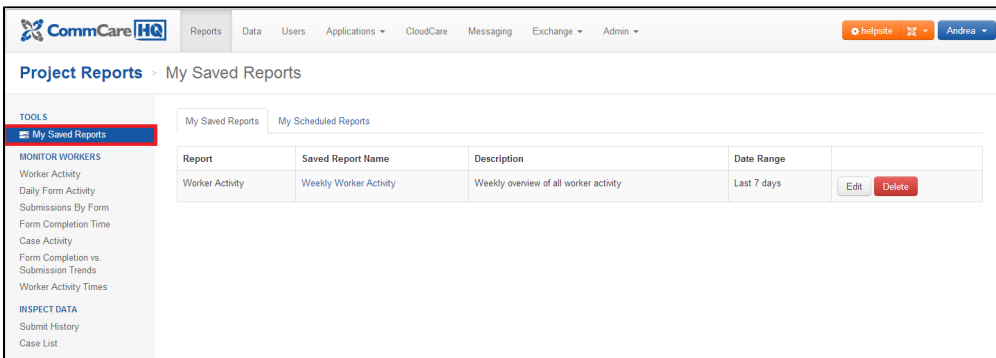 CommCare HQ
Reports Data Users Applications CloudCare Messaging Exchange Admin
helpsite
Andrea
Project Reports > My Saved Reports
TOOLS
My Saved Reports
MONITOR WORKERS
Worker Activity
Daily Form Activity
Submissions By Form
Form Completion Time
Case Activity
Form Completion vs.
Submission Trends
Worker Activity Times
INSPECT DATA
Submit History
Case List
My Saved Reports My Scheduled Reports
Report Saved Report Name Description Date Range
Worker Activity Weekly Worker Activity Weekly overview of all worker activity Last 7 days Edit Delete